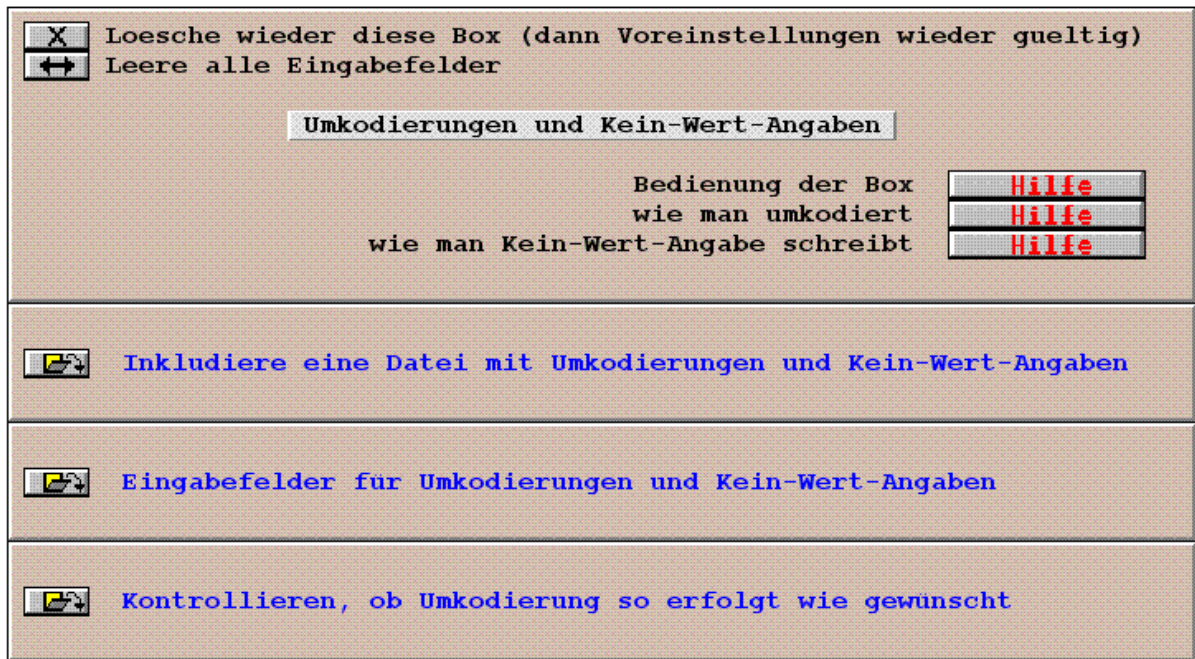 X Loesche wieder diese Box (dann Voreinstellungen wieder gueltig)
Leere alle Eingabefelder
Umkodierungen und Kein-Wert-Angaben
Bedienung der Box Hilfe
wie man umkodiert Hilfe
wie man Kein-Wert-Angabe schreibt Hilfe
Inkludiere eine Datei mit Umkodierungen und Kein-Wert-Angaben
Eingabefelder für Umkodierungen und Kein-Wert-Angaben
Kontrollieren, ob Umkodierung so erfolgt wie gewünscht